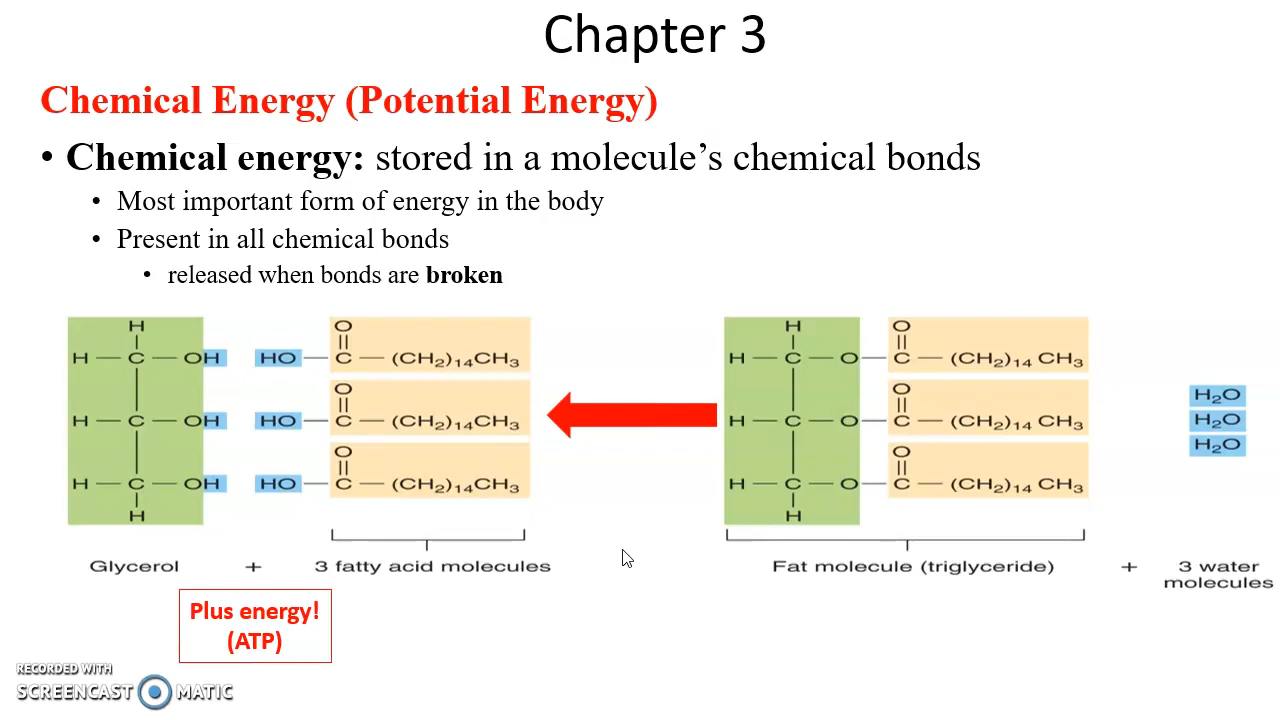 Chapter 3
Chemical Energy (Potential Energy)
• Chemical energy: stored in a molecule’s chemical bonds
• Most important form of energy in the body
• Present in all chemical bonds
• released when bonds are broken
H
H — C — OH
H — C — OH
H — C — OH
H
O
HO — C — (CH₂)₁₄CH₃
O
HO — C — (CH₂)₁₄CH₃
O
HO — C — (CH₂)₁₄CH₃
H
H — C — O —
H — C — O —
H — C — O —
H
O
C — (CH₂)₁₄ CH₃
O
C — (CH₂)₁₄ CH₃
O
C — (CH₂)₁₄ CH₃
H₂O
H₂O
H₂O
Glycerol + 3 fatty acid molecules
Fat molecule (triglyceride) + 3 water
molecules
Plus energy!
(ATP)
RECORDED WITH
SCREENCAST MATIC